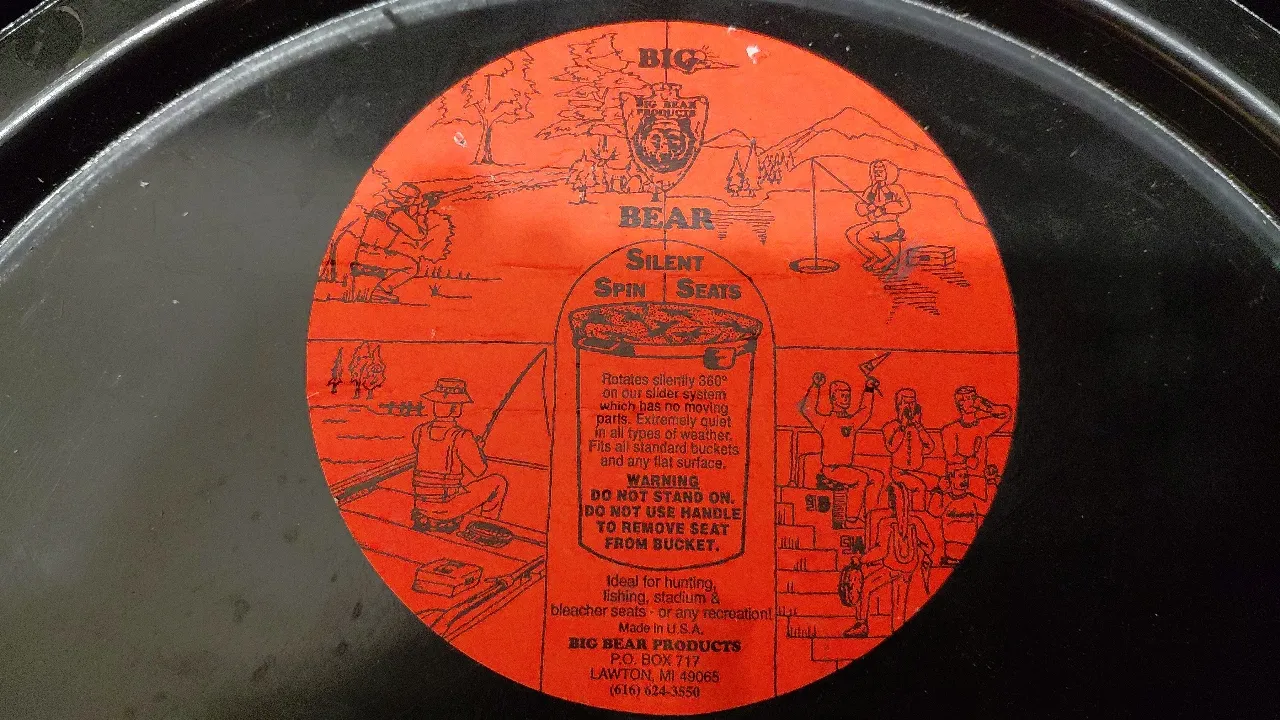 BIG
BIG BEAR
PRODUCTS
BEAR
SILENT
SPIN SEATS
Rotates silently 360°
on our slider system
which has no moving
parts. Extremely quiet
in all types of weather.
Fits all standard buckets
and any flat surface.
WARNING
DO NOT STAND ON.
DO NOT USE HANDLE
TO REMOVE SEAT
FROM BUCKET.
Ideal for hunting,
fishing, stadium &
bleacher seats - or any recreation!
Made in U.S.A.
BIG BEAR PRODUCTS
P.O. BOX 717
LAWTON, MI 49065
(616) 624-3550